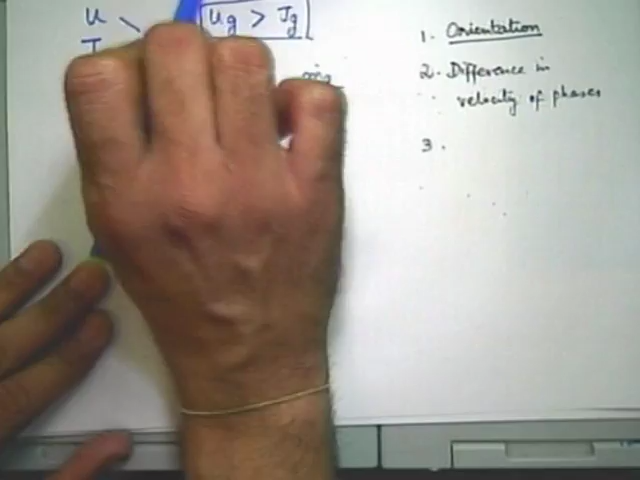 U
Ug > Jg
J
1. Orientation
2. Difference in
velocity of phases
3.